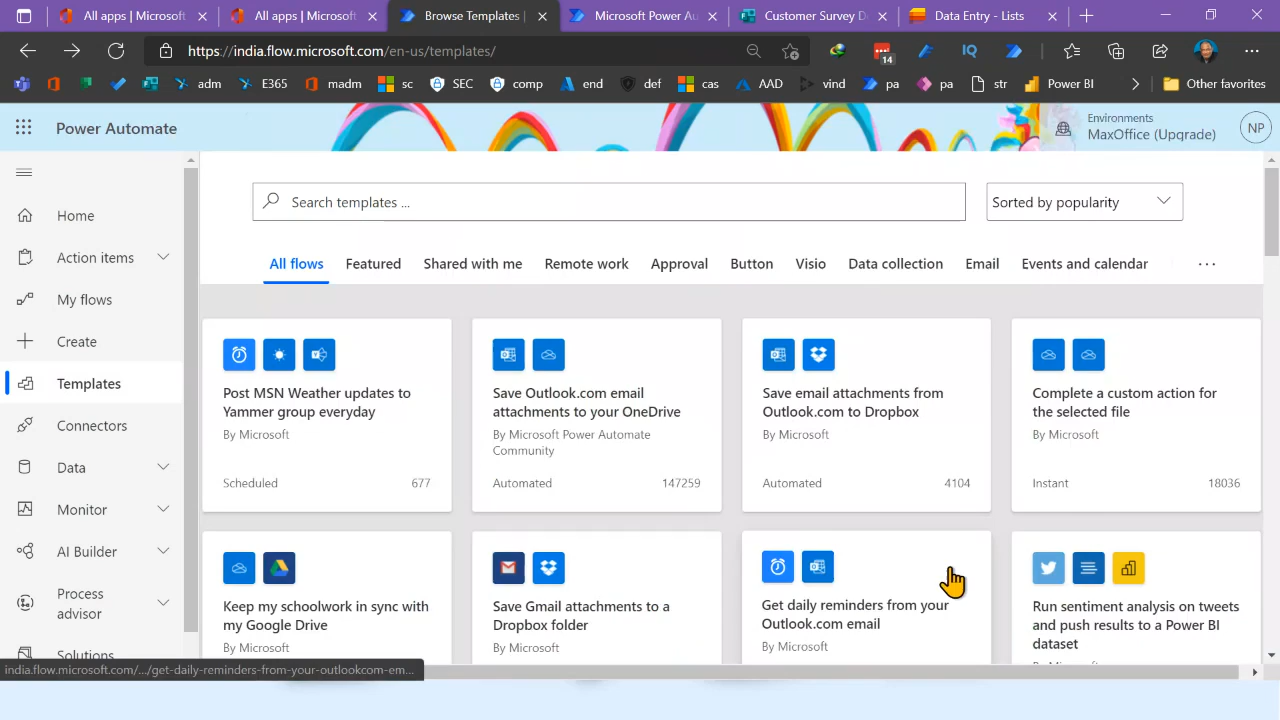 All apps | Microsoft
All apps | Microsoft
Browse Templates |
Microsoft Power Au
Customer Survey D
Data Entry - Lists
https://india.flow.microsoft.com/en-us/templates/
14
IQ
adm
E365
madm
sc
SEC
comp
end
def
cas
AAD
vind
pa
pa
str
Power BI
Other favorites
Power Automate
Environments
MaxOffice (Upgrade)
NP
Home
Action items
My flows
Create
Templates
Connectors
Data
Monitor
AI Builder
Process
advisor
Solutions
Search templates ...
Sorted by popularity
All flows
Featured
Shared with me
Remote work
Approval
Button
Visio
Data collection
Email
Events and calendar
Post MSN Weather updates to
Yammer group everyday
By Microsoft
Scheduled
677
Save Outlook.com email
attachments to your OneDrive
By Microsoft Power Automate
Community
Automated
147259
Save email attachments from
Outlook.com to Dropbox
By Microsoft
Automated
4104
Complete a custom action for
the selected file
By Microsoft
Instant
18036
Keep my schoolwork in sync with
my Google Drive
By Microsoft
Save Gmail attachments to a
Dropbox folder
By Microsoft
Get daily reminders from your
Outlook.com email
By Microsoft
Run sentiment analysis on tweets
and push results to a Power BI
dataset
india.flow.microsoft.com/.../get-daily-reminders-from-your-outlookcom-em...